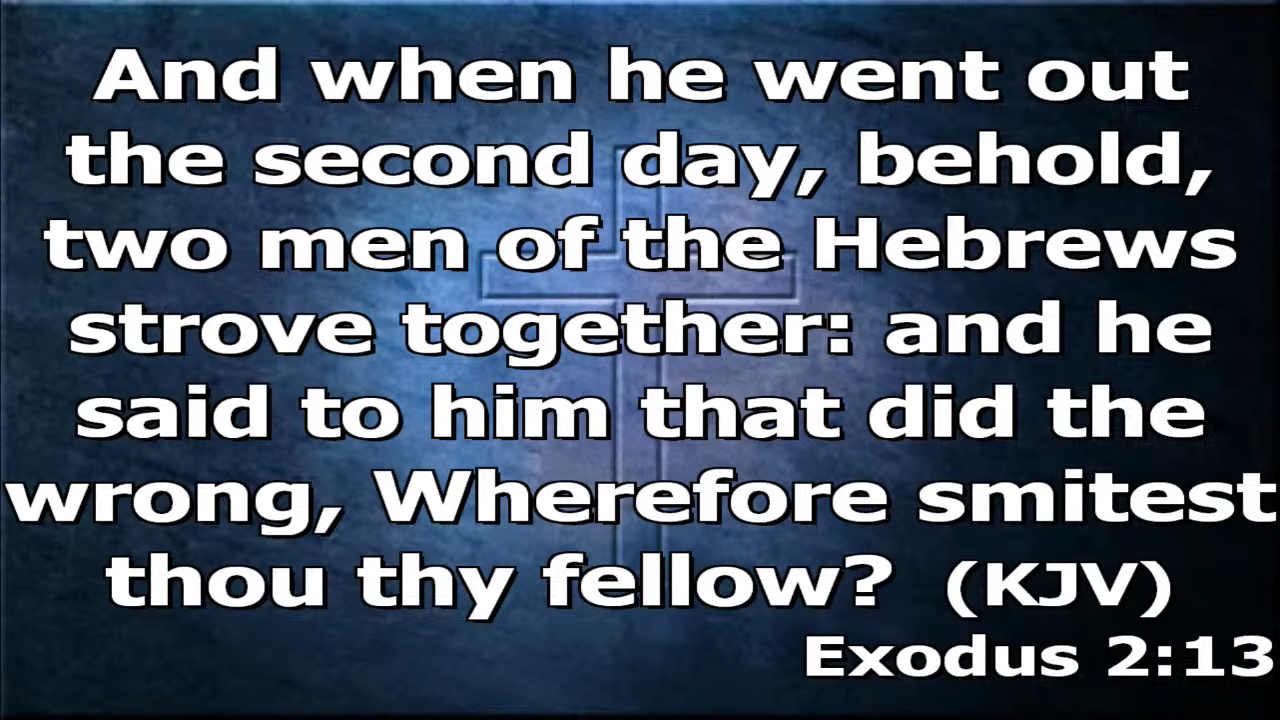 And when he went out
the second day, behold,
two men of the Hebrews
strove together: and he
said to him that did the
wrong, Wherefore smitest
thou thy fellow? (KJV)
Exodus 2:13